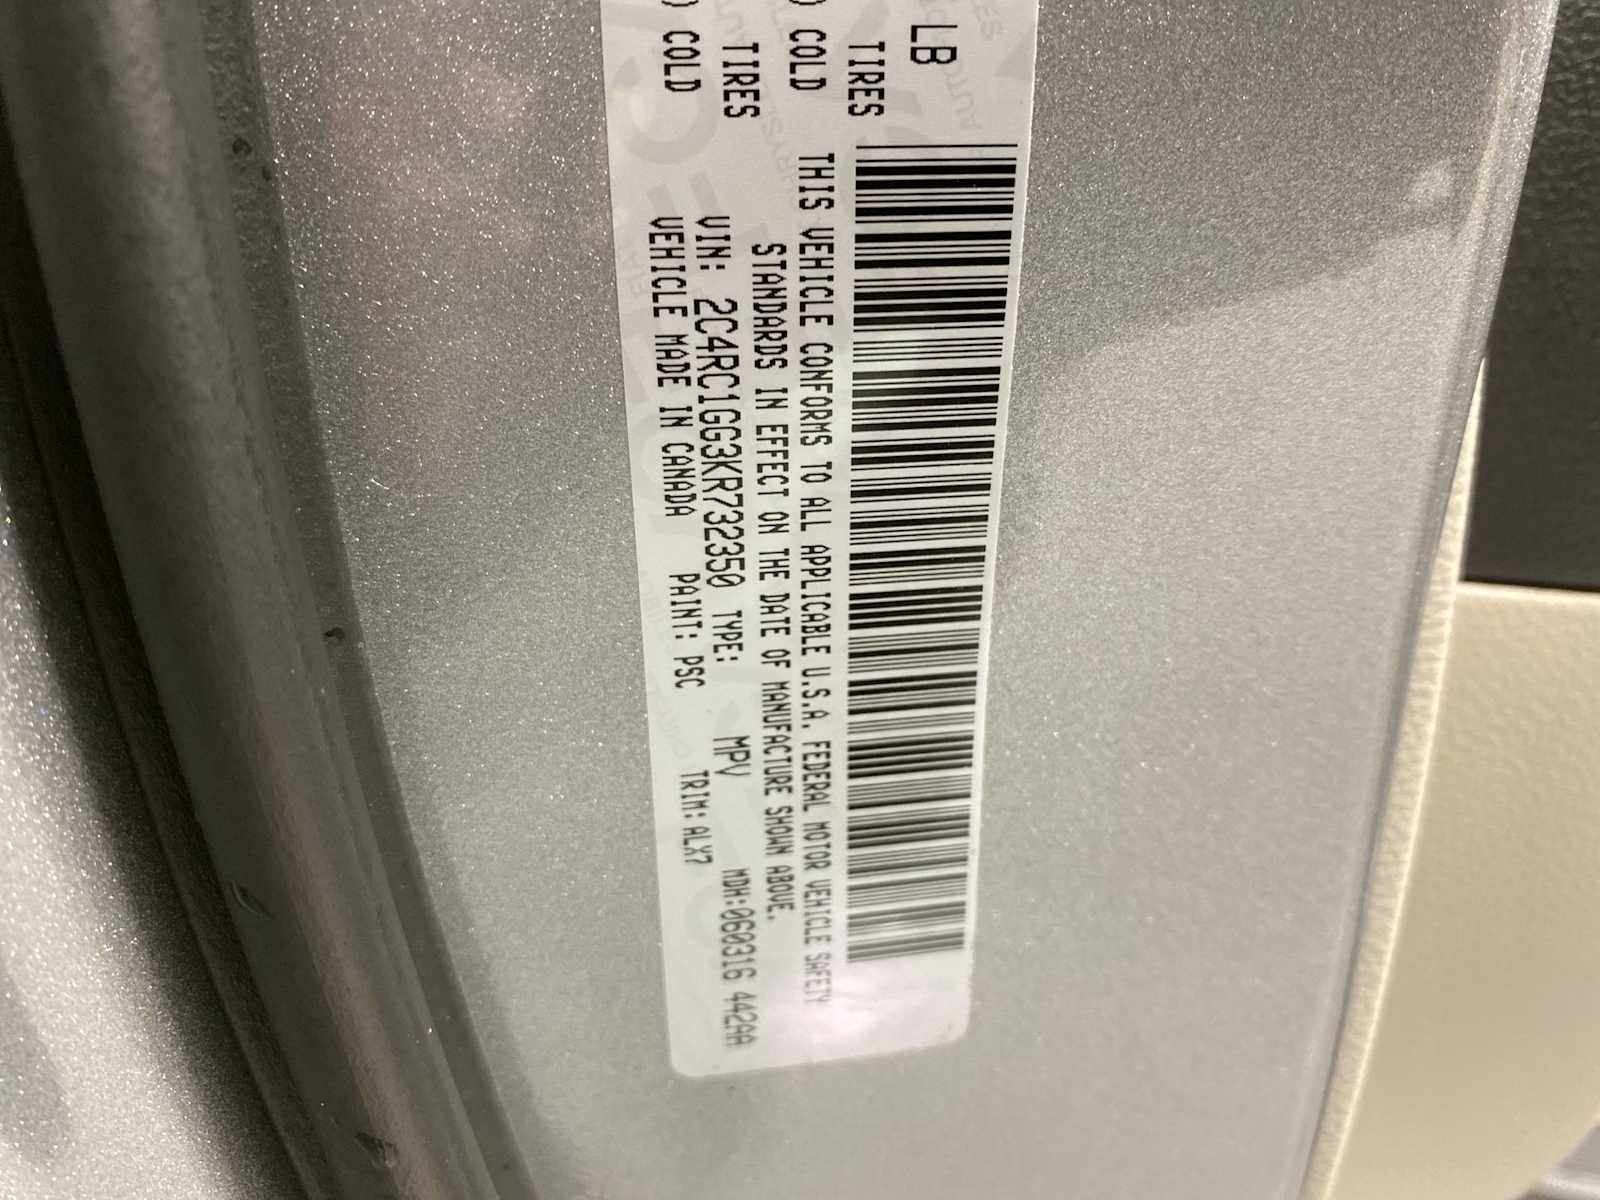 LB
TIRES
) COLD
TIRES
) COLD
THIS VEHICLE CONFORMS TO ALL APPLICABLE U.S.A. FEDERAL MOTOR VEHICLE SAFETY
STANDARDS IN EFFECT ON THE DATE OF MANUFACTURE SHOWN ABOVE.
VIN: 2C4RC1GG3KR732350 TYPE: MPV MDH:060316 442AA
VEHICLE MADE IN CANADA PAINT: PSC TRIM: ALX7